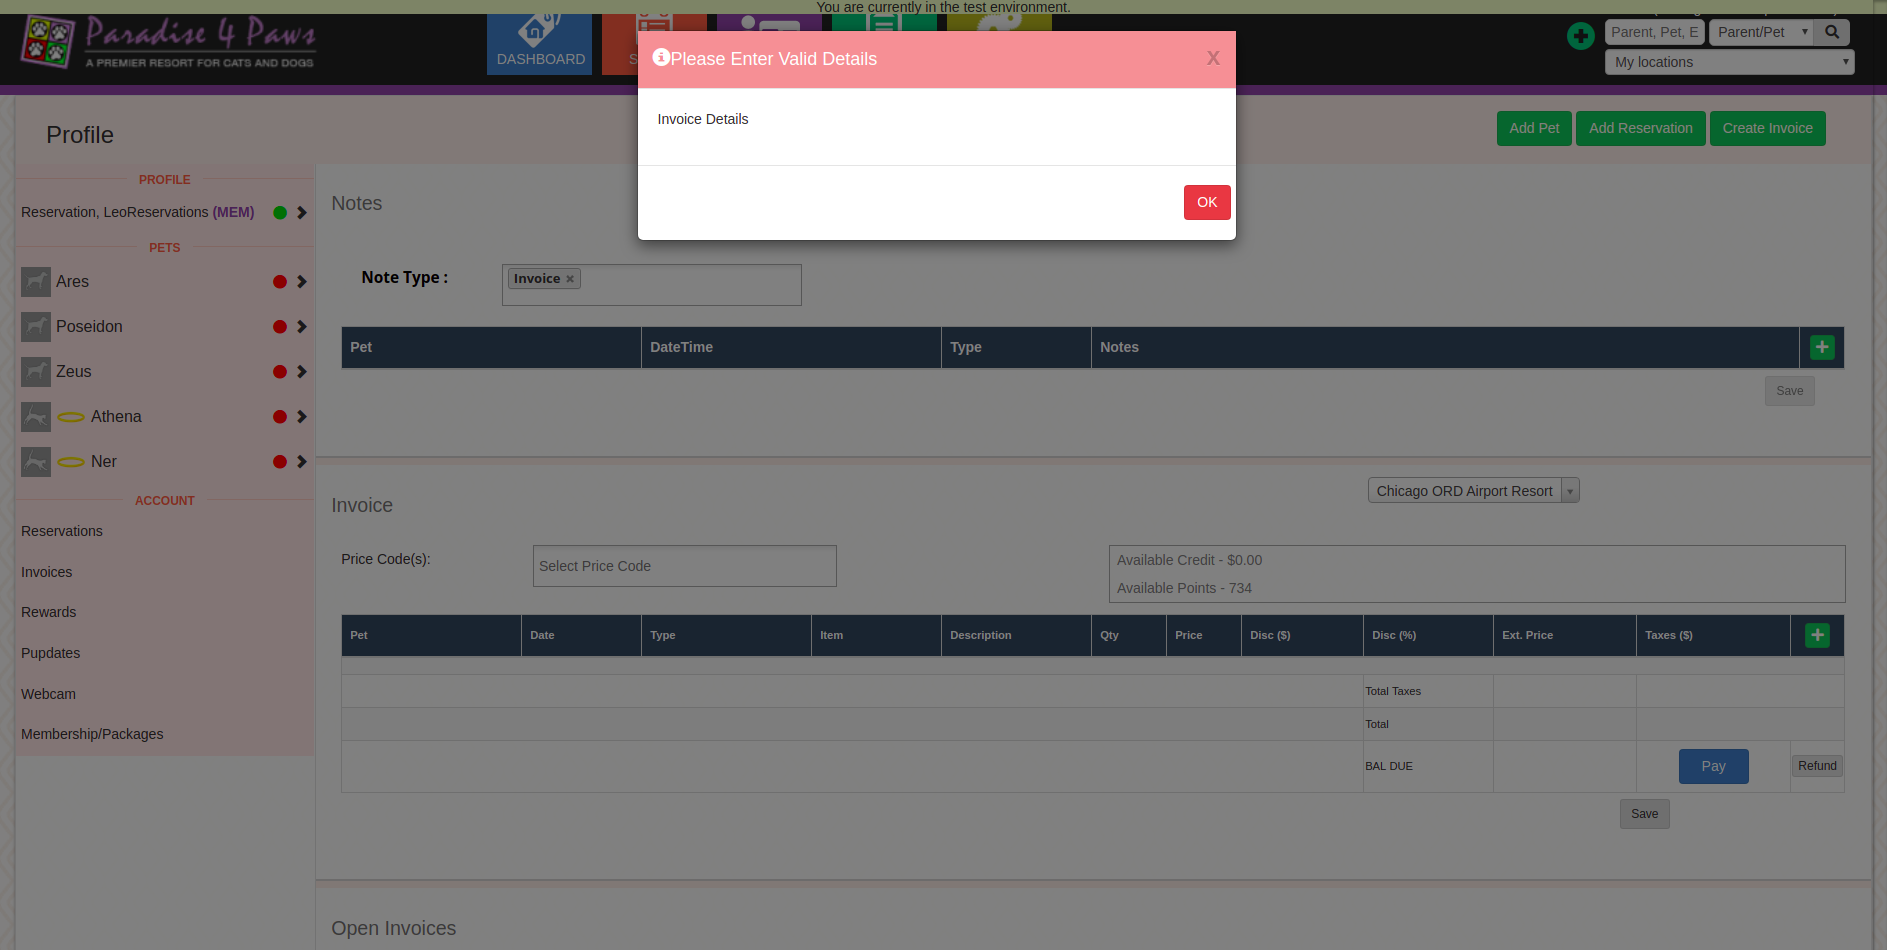 You are currently in the test environment.
Paradise 4 Paws
A PREMIER RESORT FOR CATS AND DOGS
DASHBOARD
Parent, Pet, E
Parent/Pet
My locations
Please Enter Valid Details
X
Invoice Details
OK
Profile
Add Pet
Add Reservation
Create Invoice
PROFILE
Reservation, LeoReservations (MEM)
PETS
Ares
Poseidon
Zeus
Athena
Ner
ACCOUNT
Reservations
Invoices
Rewards
Pupdates
Webcam
Membership/Packages
Notes
Note Type :
Invoice
Pet DateTime Type Notes
Save
Invoice
Chicago ORD Airport Resort
Price Code(s):
Select Price Code
Available Credit - $0.00
Available Points - 734
Pet Date Type Item Description Qty Price Disc ($) Disc (%) Ext. Price Taxes ($)
Total Taxes
Total
BAL DUE
Pay
Refund
Save
Open Invoices